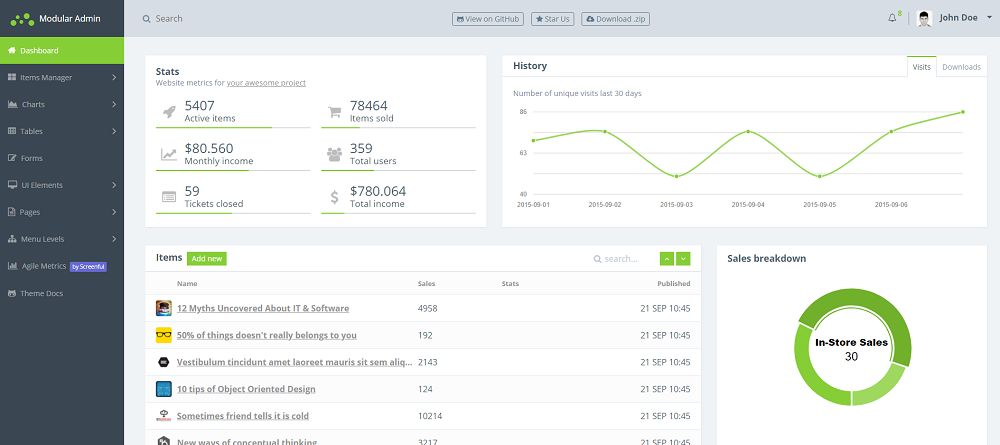 Modular Admin
Search
View on GitHub
Star Us
Download .zip
8
John Doe
Dashboard
Items Manager
Charts
Tables
Forms
UI Elements
Pages
Menu Levels
Agile Metrics by Screenful
Theme Docs
Stats
Website metrics for your awesome project
5407
Active items
78464
Items sold
$80.560
Monthly income
359
Total users
59
Tickets closed
$780.064
Total income
History
Visits
Downloads
Number of unique visits last 30 days
86
63
40
2015-09-01 2015-09-02 2015-09-03 2015-09-04 2015-09-05 2015-09-06
Items
Add new
search...
Name Sales Stats Published
12 Myths Uncovered About IT & Software 4958 21 SEP 10:45
50% of things doesn't really belongs to you 192 21 SEP 10:45
Vestibulum tincidunt amet laoreet mauris sit sem aliq... 2143 21 SEP 10:45
10 tips of Object Oriented Design 124 21 SEP 10:45
Sometimes friend tells it is cold 10214 21 SEP 10:45
New ways of conceptual thinking 3217 21 SEP 10:45
Sales breakdown
In-Store Sales
30